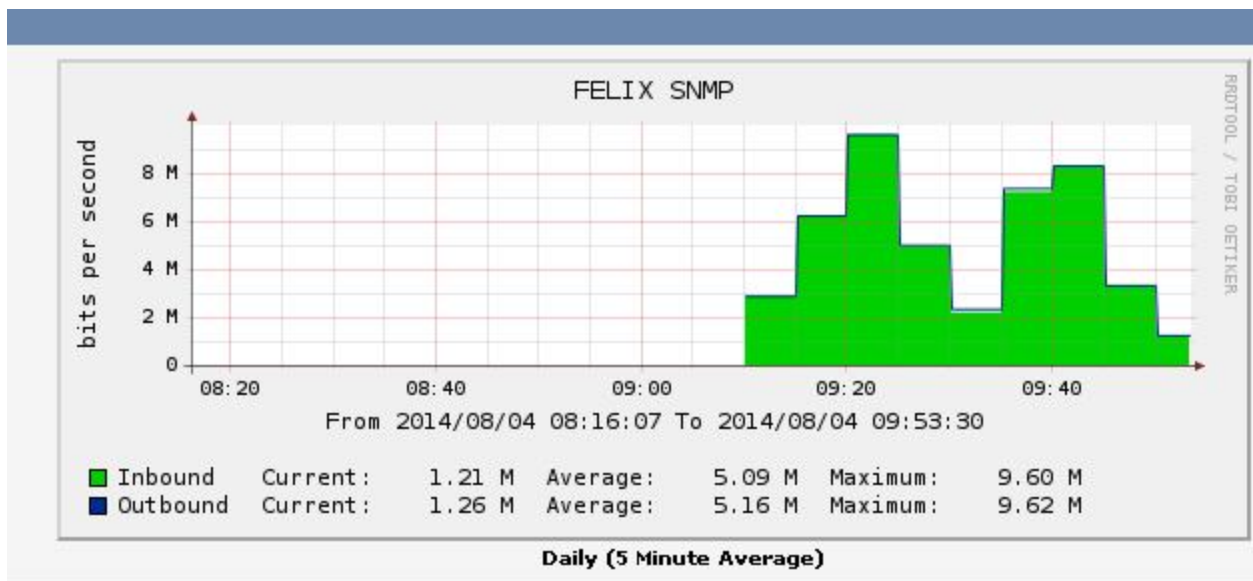 FELIX SNMP
RRDTOOL / TOBI OETIKER
bits per second
8 M
6 M
4 M
2 M
0
08:20 08:40 09:00 09:20 09:40
From 2014/08/04 08:16:07 To 2014/08/04 09:53:30
Inbound Current: 1.21 M Average: 5.09 M Maximum: 9.60 M
Outbound Current: 1.26 M Average: 5.16 M Maximum: 9.62 M
Daily (5 Minute Average)